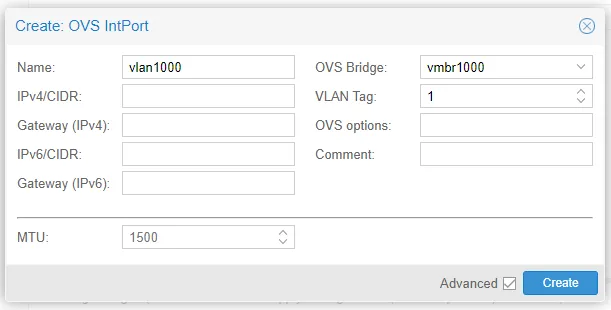 Create: OVS IntPort
Name: vlan1000 OVS Bridge: vmbr1000
IPv4/CIDR: VLAN Tag: 1
Gateway (IPv4): OVS options:
IPv6/CIDR: Comment:
Gateway (IPv6):
MTU: 1500
Advanced Create